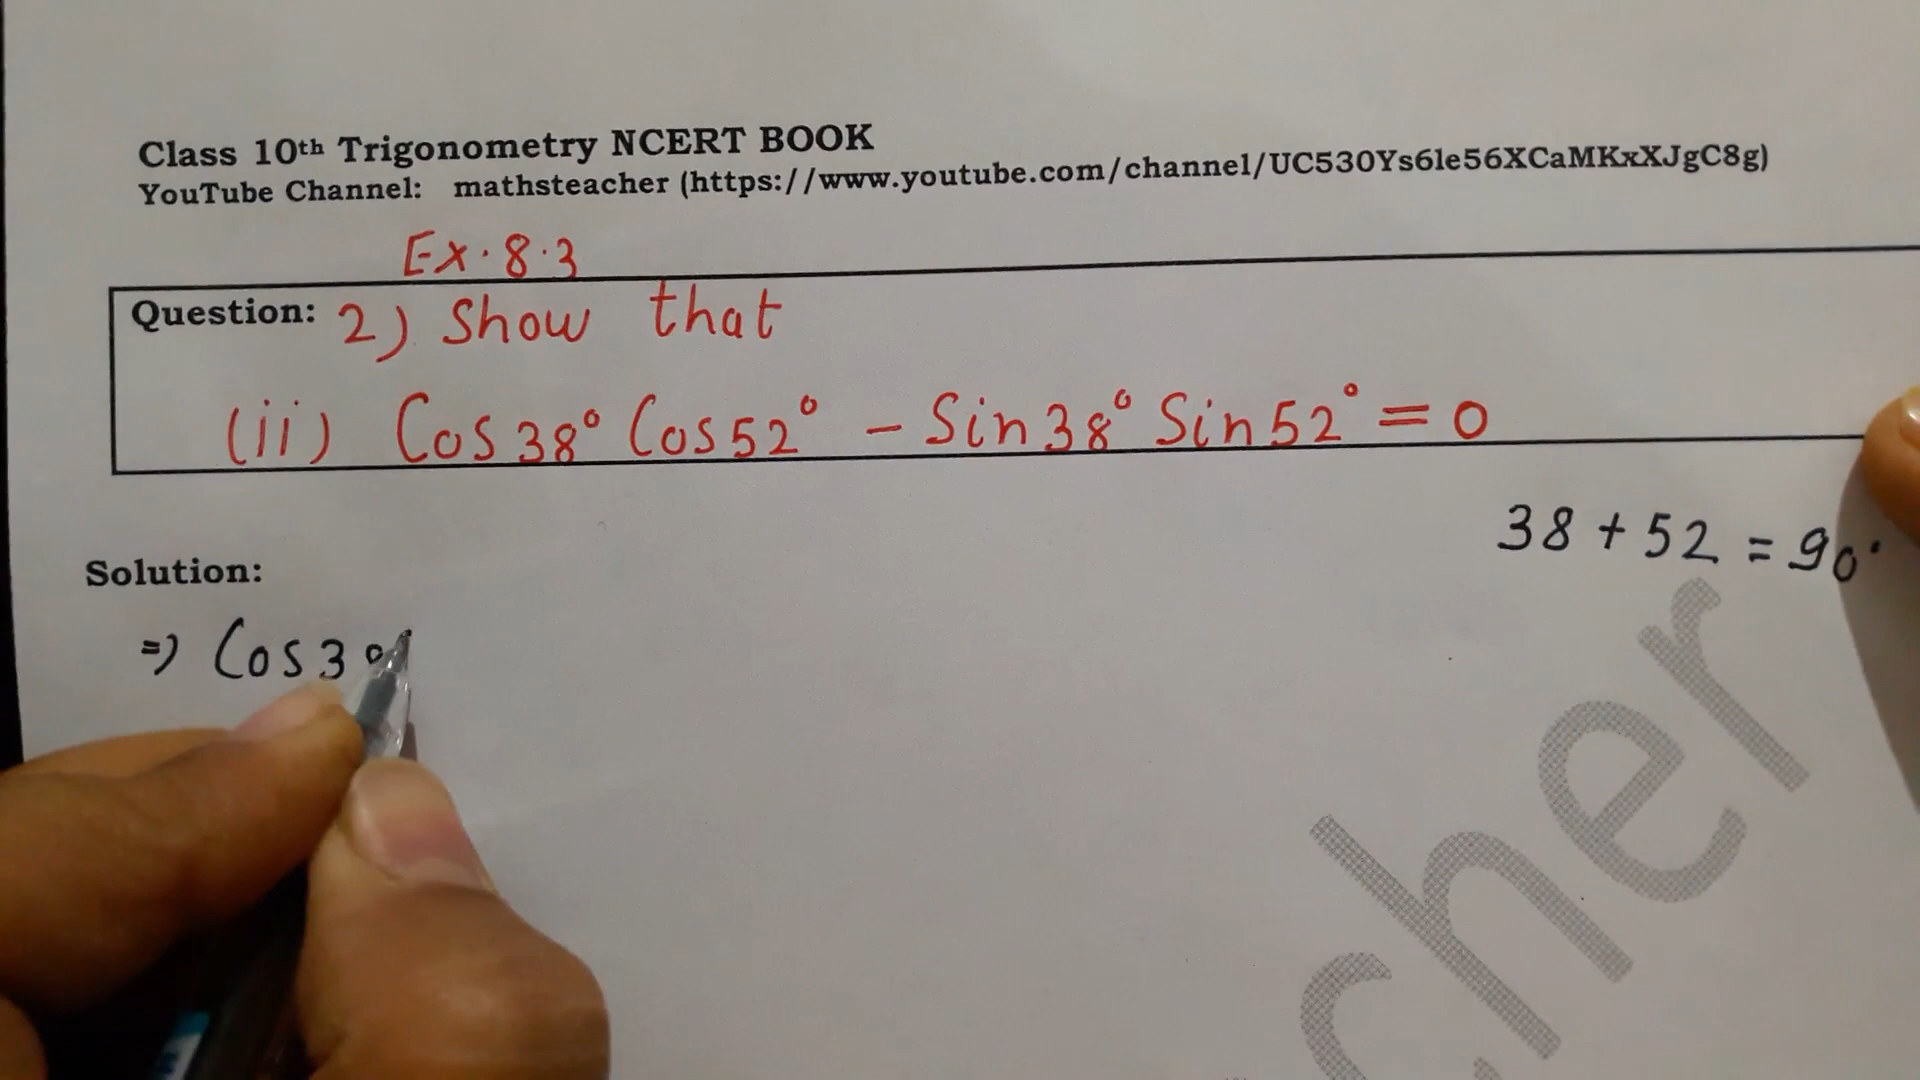 Class 10th Trigonometry NCERT BOOK
YouTube Channel: mathsteacher (https://www.youtube.com/channel/UC530Ys6le56XCaMKxXJgC8g)
Ex. 8.3
Question: 2) Show that
(ii) Cos 38° Cos 52° - Sin 38° Sin 52° = 0
38 + 52 = 90°
Solution:
=) Cos 3
cher